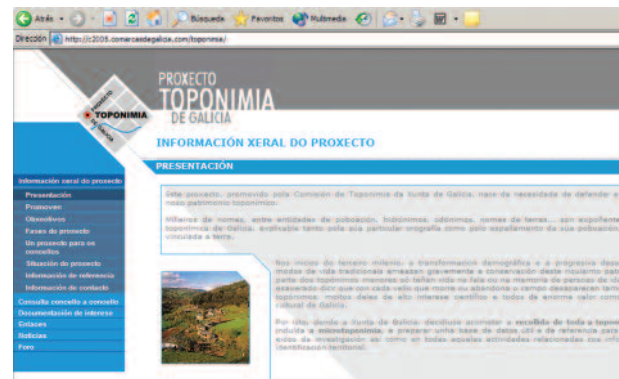 Atrás
Búsqueda
Favoritos
Multimedia
Dirección
http://c2005.comarcasdegalicia.com/toponimia/
PROXECTO
TOPONIMIA
DE GALICIA
PROXECTO
TOPONIMIA
DE GALICIA
INFORMACIÓN XERAL DO PROXECTO
PRESENTACIÓN
Información xeral do proxecto
Presentación
Promoven
Obxectivos
Fases do proxecto
Un proxecto para os
concellos
Situación do proxecto
Información de referencia
Información de contacto
Consulta concello a concello
Documentación de interese
Enlaces
Noticias
Foro
Este proxecto, promovido pola Comisión de Toponimia da Xunta de Galicia, nace da necesidade de defender e
noso patrimonio toponímico:
Milleiros de nomes, entre entidades de poboación, hidrónimos, odónimos, nomes de terras... son expoñente
toponímica de Galicia, explicable tanto pola súa particular orografía como polo espallamento da súa poboación
vinculada a terra.
Nos inicios do terceiro milenio, a transformación demográfica e a progresiva
modos de vida tradicionais ameazan gravemente a conservación deste riquísimo
parte dos topónimos menores só teñen vida na fala ou na memoria de persoas de
esaxerado dicir que con cada vello que morre ou abandona o campo desaparecen
topónimos: moitos deles de alto interese científico e todos de enorme valor como
cultural de Galicia.
Por isto, dende a Xunta de Galicia: decidiuse acometer a recollida de toda a
incluída a microtoponimia, e preparar unha base de datos útil e de referencia para
eidos da investigación así como en todas aquelas actividades relacionadas coa
identificación territorial.